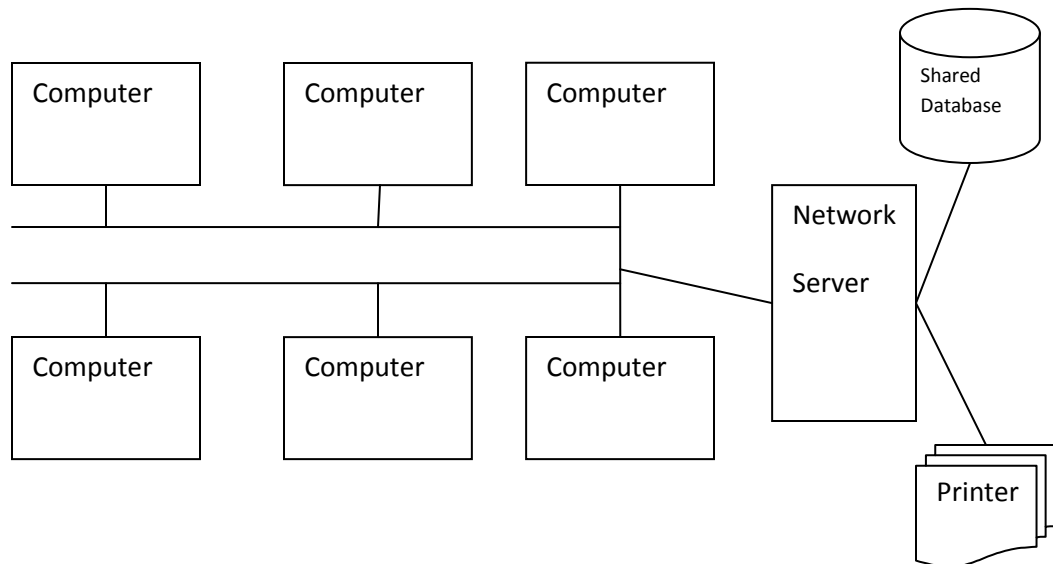 Computer
Computer
Computer
Shared
Database
Network
Server
Computer
Computer
Computer
Printer